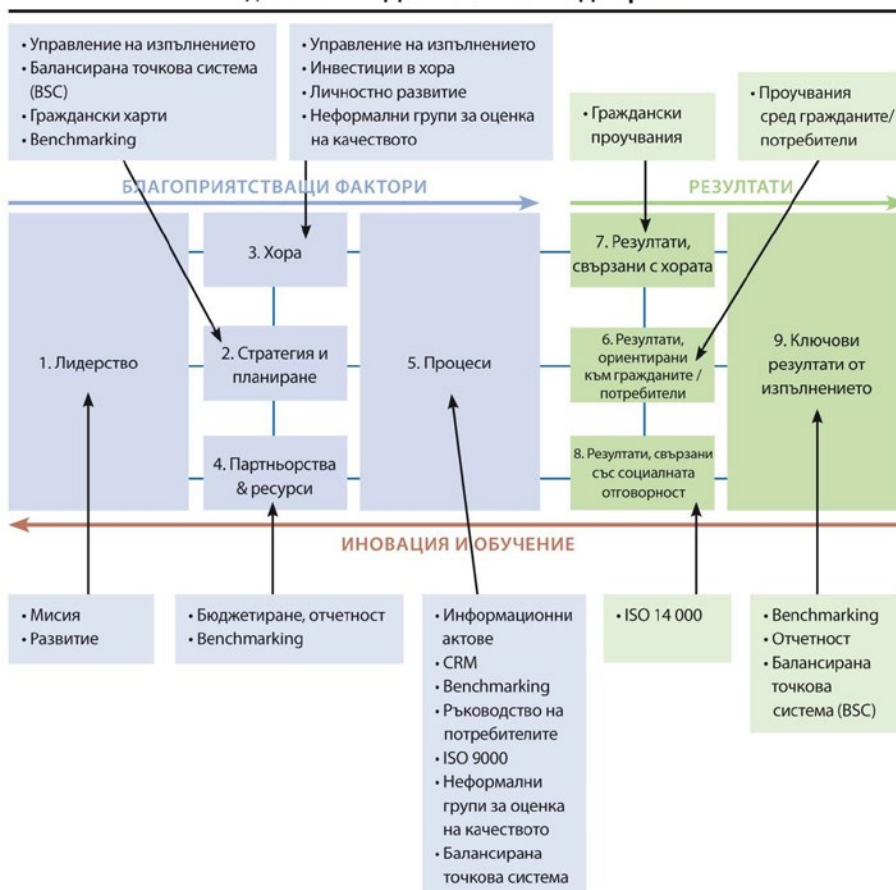 • Управление на изпълнението
• Балансирана точкова система
(BSC)
• Граждански харти
• Benchmarking
• Управление на изпълнението
• Инвестиции в хора
• Личностно развитие
• Неформални групи за оценка
на качеството
• Граждански
проучвания
• Проучвания
сред гражданите/
потребители
БЛАГОПРИЯТСТВАЩИ ФАКТОРИ
РЕЗУЛТАТИ
1. Лидерство
3. Хора
2. Стратегия и
планиране
4. Партньорства
& ресурси
5. Процеси
7. Резултати,
свързани с хората
6. Резултати,
ориентирани
към гражданите /
потребители
8. Резултати, свързани
със социалната
отговорност
9. Ключови
резултати от
изпълнението
ИНОВАЦИЯ И ОБУЧЕНИЕ
• Мисия
• Развитие
• Бюджетиране, отчетност
• Benchmarking
• Информационни
актове
• CRM
• Benchmarking
• Ръководство на
потребителите
• ISO 9000
• Неформални
групи за оценка
на качеството
• Балансирана
точкова система
• ISO 14 000
• Benchmarking
• Отчетност
• Балансирана
точкова
система (BSC)